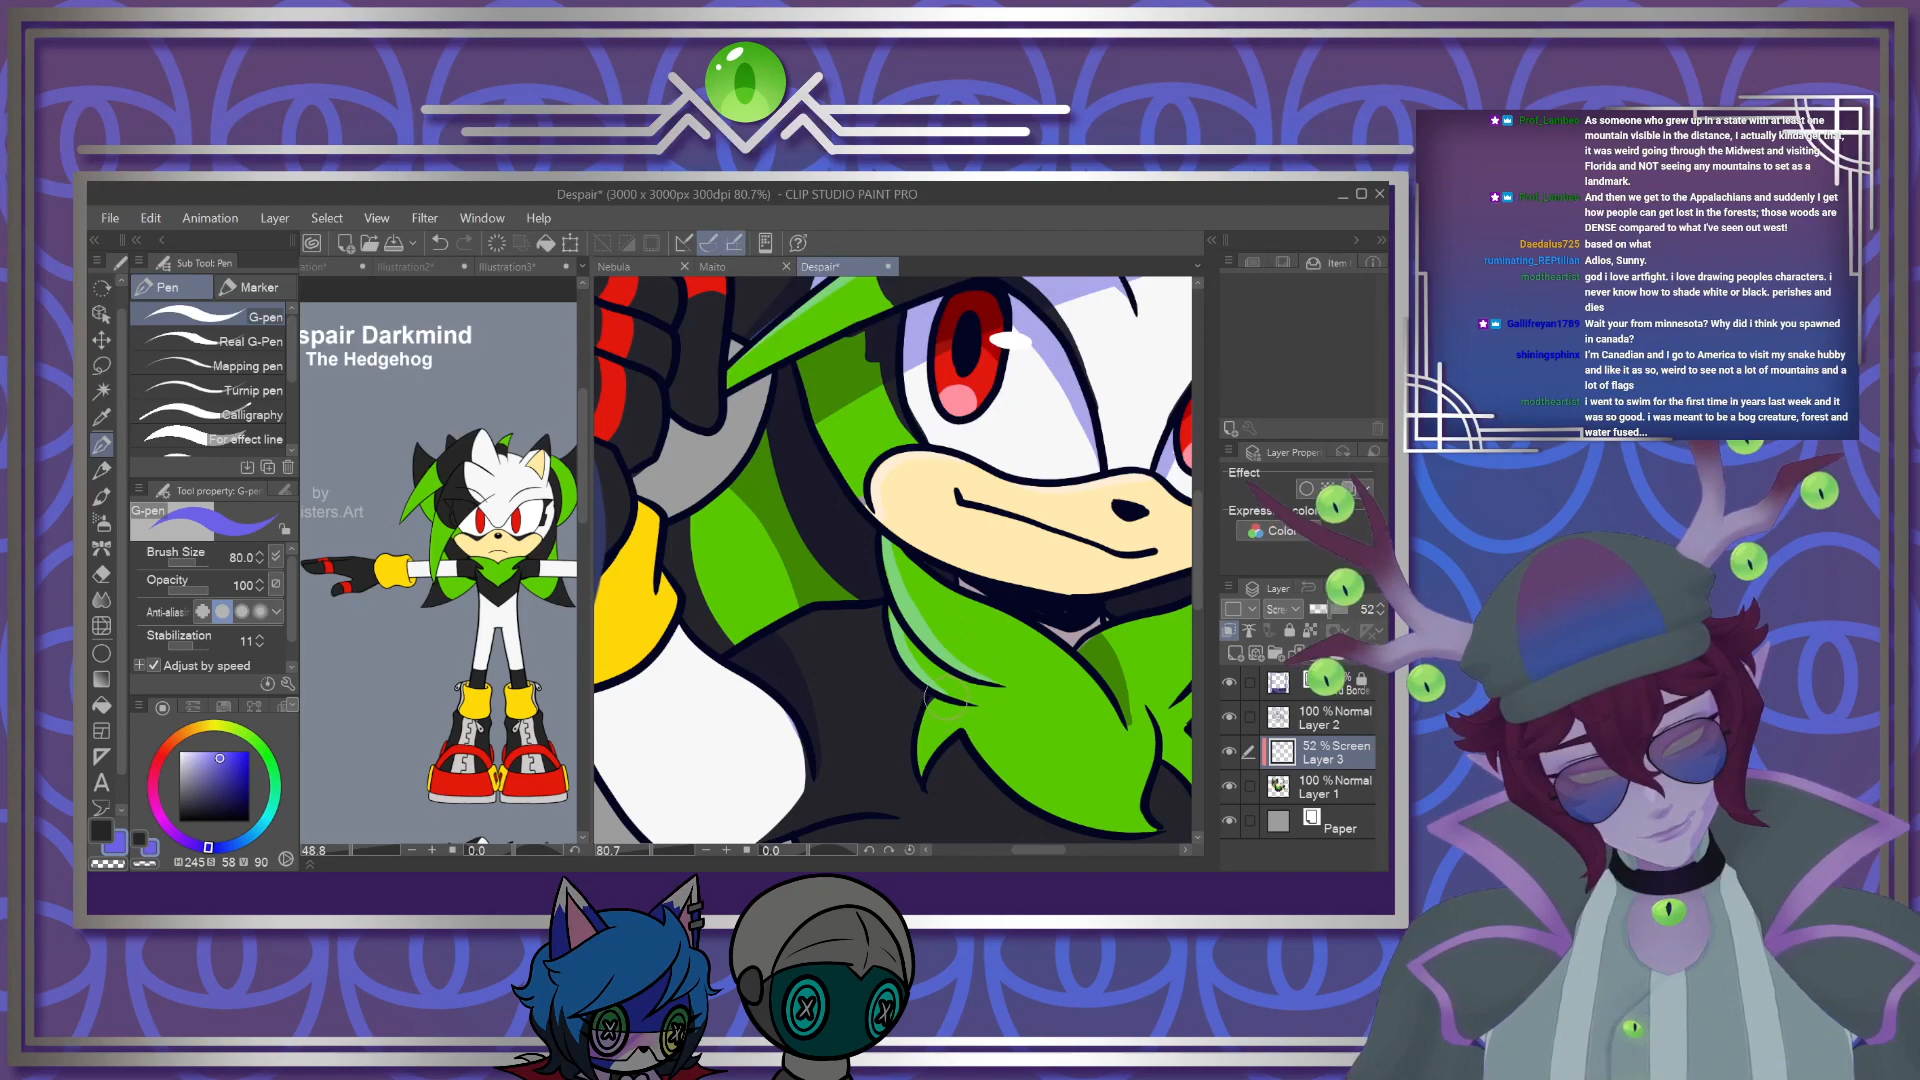 Despair* (3000 x 3000px 300dpi 80.7%) - CLIP STUDIO PAINT PRO
File Edit Animation Layer Select View Filter Window Help
Sub Tool: Pen
Illustration2* Illustration3* Nebula Maito Despair*
Pen Marker
G-pen
Real G-Pen
Mapping pen
Turnip pen
Calligraphy
For effect line
Tool property: G-pen
G-pen
Brush Size 80.0
Opacity 100
Anti-aliasi
Stabilization 11
Adjust by speed
H 245 S 58 V 90
spair Darkmind
The Hedgehog
by
isters.Art
48.8 0.0
80.7 0.0
Item
Layer Proper
Effect
Expression color
Color
Layer
Scre 52
100 % Normal
Layer 2
52 % Screen
Layer 3
100 % Normal
Layer 1
Paper
Prof_Lambeo As someone who grew up in a state with at least one
mountain visible in the distance, I actually kinda get that,
it was weird going through the Midwest and visiting
Florida and NOT seeing any mountains to set as a
landmark.
Prof_Lambeo And then we get to the Appalachians and suddenly I get
how people can get lost in the forests; those woods are
DENSE compared to what I've seen out west!
Daedalus725 based on what
ruminating_REPtilian Adios, Sunny.
modtheartist god i love artfight. i love drawing peoples characters. i
never know how to shade white or black. perishes and
dies
Gallifreyan1789 Wait your from minnesota? Why did i think you spawned
in canada?
shiningsphinx I'm Canadian and I go to America to visit my snake hubby
and like it as so, weird to see not a lot of mountains and a
lot of flags
modtheartist i went to swim for the first time in years last week and it
was so good. i was meant to be a bog creature, forest and
water fused...